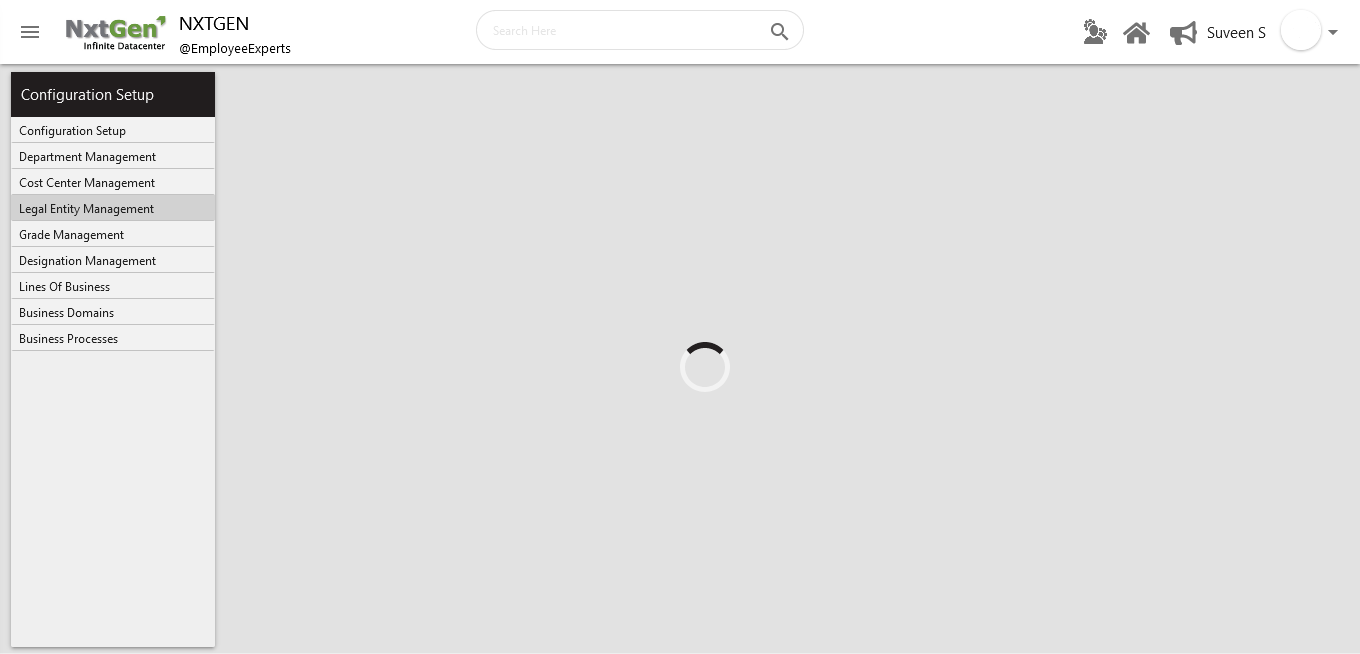 NxtGen
Infinite Datacenter
NXTGEN
@EmployeeExperts
Search Here
Suveen S
Configuration Setup
Configuration Setup
Department Management
Cost Center Management
Legal Entity Management
Grade Management
Designation Management
Lines Of Business
Business Domains
Business Processes